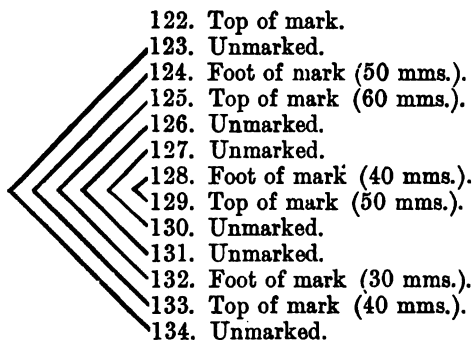 122. Top of mark.
123. Unmarked.
124. Foot of mark (50 mms.).
125. Top of mark (60 mms.).
126. Unmarked.
127. Unmarked.
128. Foot of mark (40 mms.).
129. Top of mark (50 mms.).
130. Unmarked.
131. Unmarked.
132. Foot of mark (30 mms.).
133. Top of mark (40 mms.).
134. Unmarked.